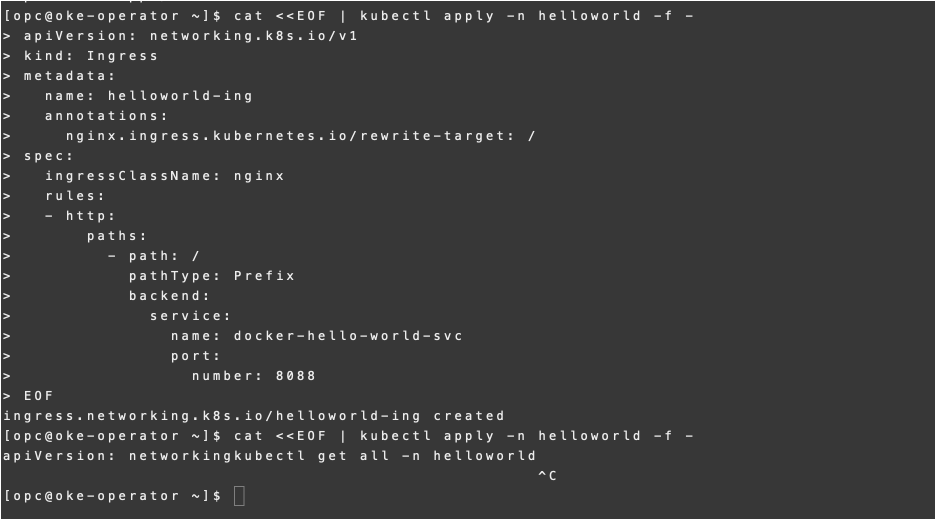 [opc@oke-operator ~]$ cat <<EOF | kubectl apply -n helloworld -f -
> apiVersion: networking.k8s.io/v1
> kind: Ingress
> metadata:
>   name: helloworld-ing
>   annotations:
>     nginx.ingress.kubernetes.io/rewrite-target: /
> spec:
>   ingressClassName: nginx
>   rules:
>   - http:
>       paths:
>         - path: /
>           pathType: Prefix
>           backend:
>             service:
>               name: docker-hello-world-svc
>               port:
>                 number: 8088
> EOF
ingress.networking.k8s.io/helloworld-ing created
[opc@oke-operator ~]$ cat <<EOF | kubectl apply -n helloworld -f -
apiVersion: networkingkubectl get all -n helloworld
^C
[opc@oke-operator ~]$